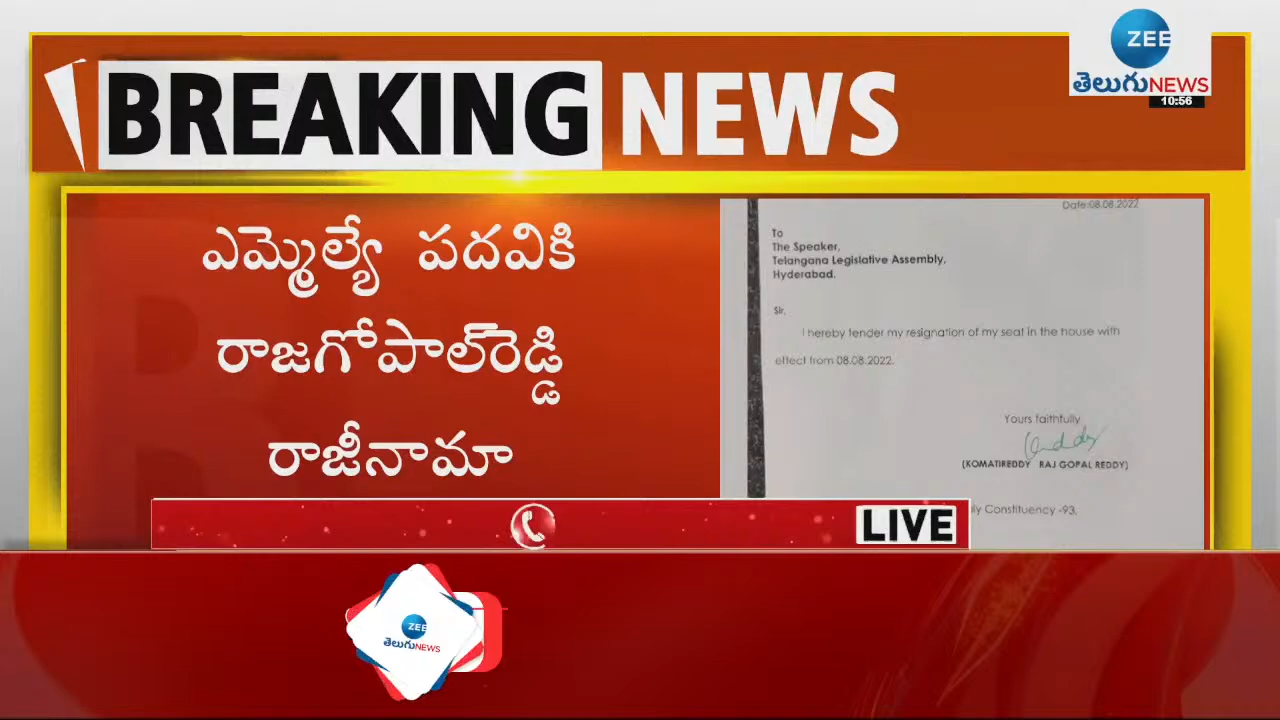 BREAKING NEWS
ZEE
తెలుగు NEWS
10:56
ఎమ్మెల్యే పదవికి
రాజగోపాల్‌రెడ్డి
రాజీనామా
Date:08.08.2022
To
The Speaker,
Telangana Legislative Assembly,
Hyderabad.
Sir,
I hereby tender my resignation of my seat in the house with
effect from 08.08.2022.
Yours faithfully
(KOMATIREDDY RAJ GOPAL REDDY)
Constituency -93.
LIVE
ZEE
తెలుగు NEWS